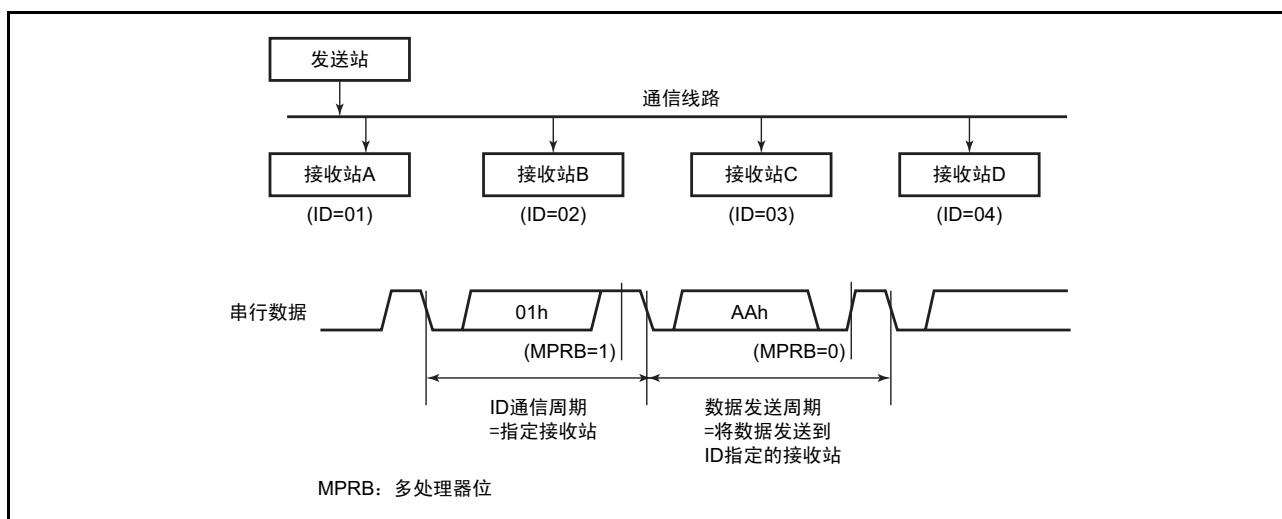 发送站
通信线路
接收站A
接收站B
接收站C
接收站D
(ID=01)
(ID=02)
(ID=03)
(ID=04)
串行数据
01h
AAh
(MPRB=1)
(MPRB=0)
ID通信周期
=指定接收站
数据发送周期
=将数据发送到
ID指定的接收站
MPRB：多处理器位